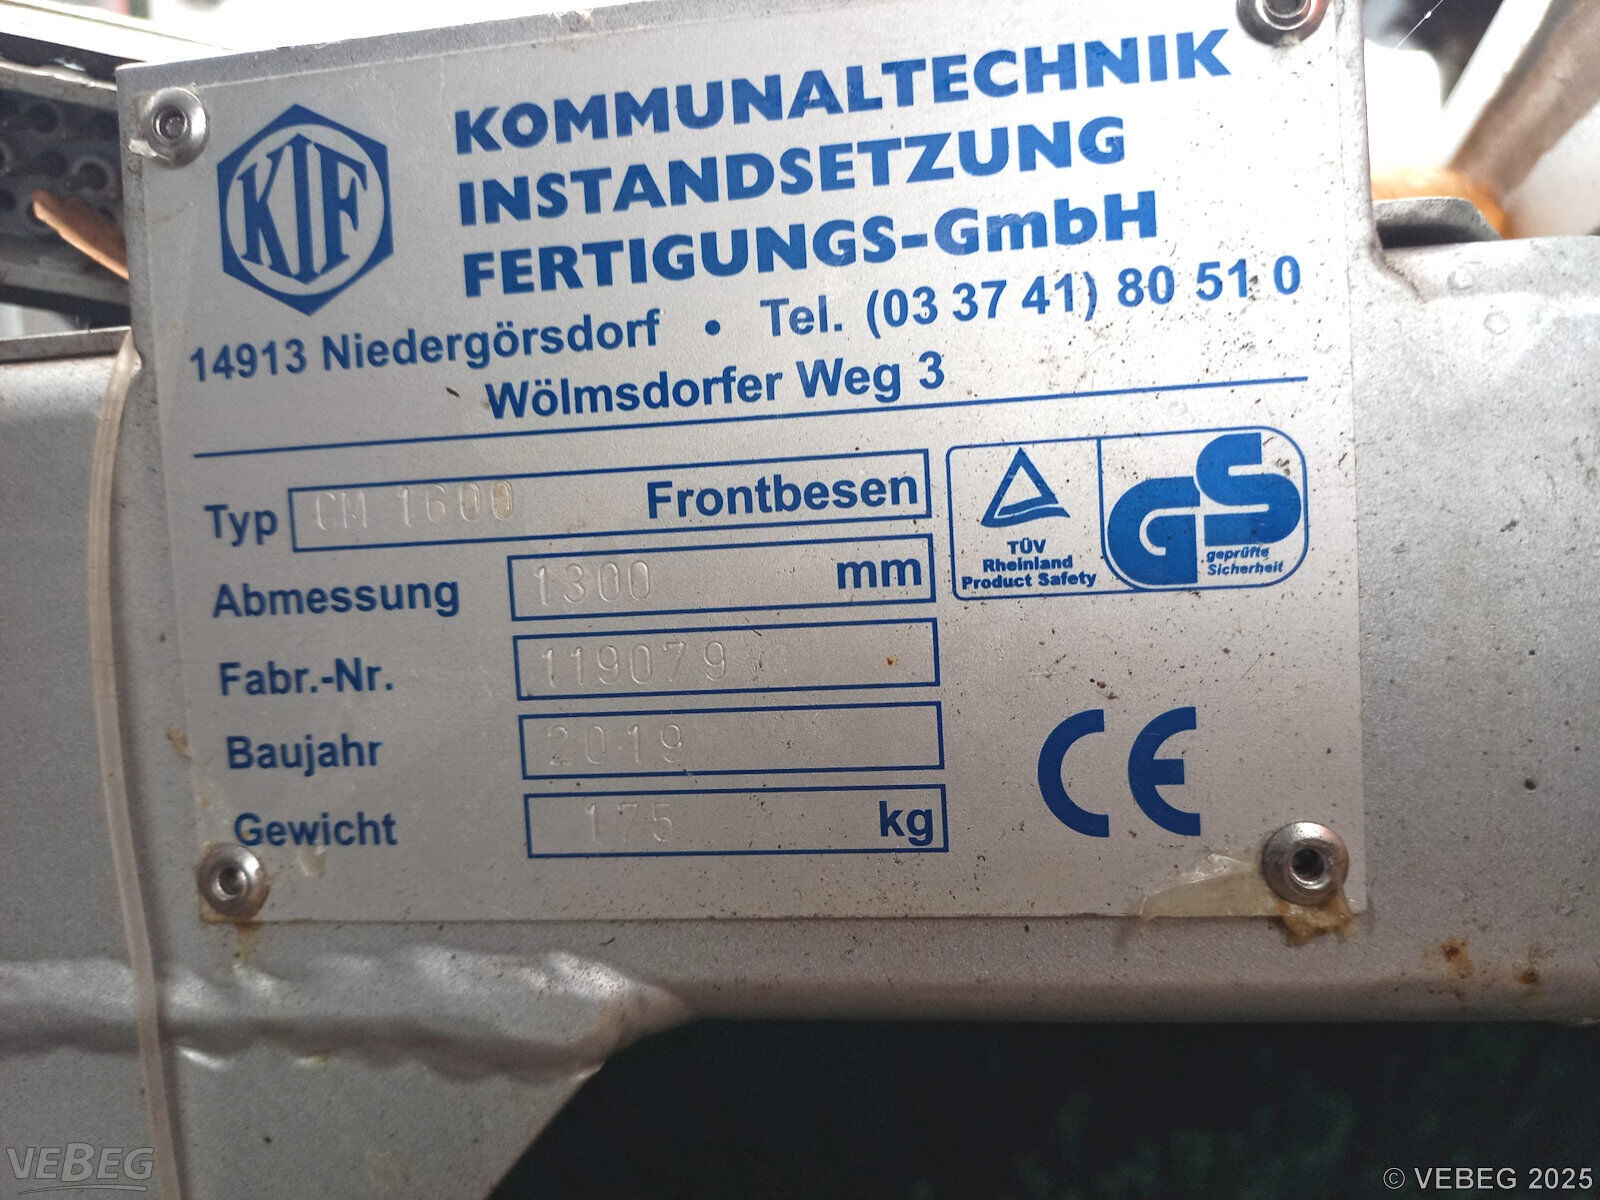 KIF
KOMMUNALTECHNIK
INSTANDSETZUNG
FERTIGUNGS-GmbH
14913 Niedergörsdorf • Tel. (03 37 41) 80 51 0
Wölmsdorfer Weg 3
Typ CM 1600 Frontbesen
Abmessung 1300 mm
Fabr.-Nr. 119079
Baujahr 2019
Gewicht 175 kg
TÜV
Rheinland
Product Safety
GS
geprüfte
Sicherheit
CE
VEBEG
© VEBEG 2025